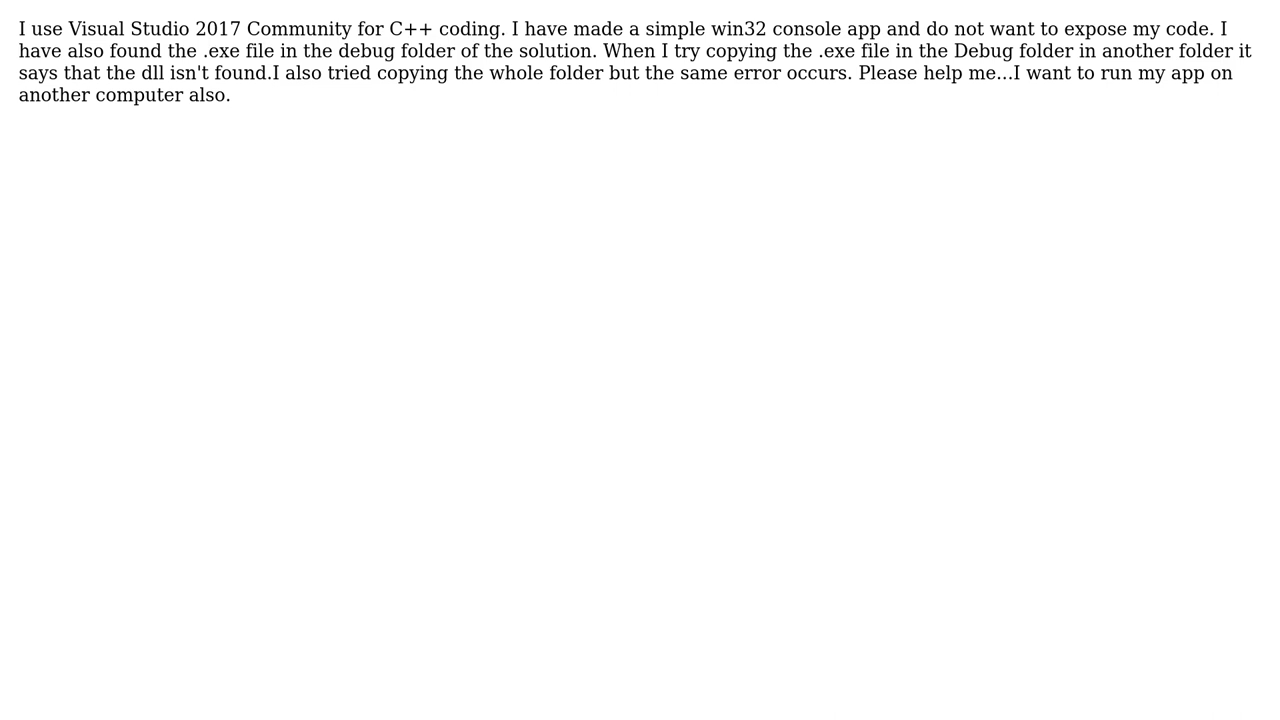 I use Visual Studio 2017 Community for C++ coding. I have made a simple win32 console app and do not want to expose my code. I
have also found the .exe file in the debug folder of the solution. When I try copying the .exe file in the Debug folder in another folder it
says that the dll isn't found.I also tried copying the whole folder but the same error occurs. Please help me...I want to run my app on
another computer also.